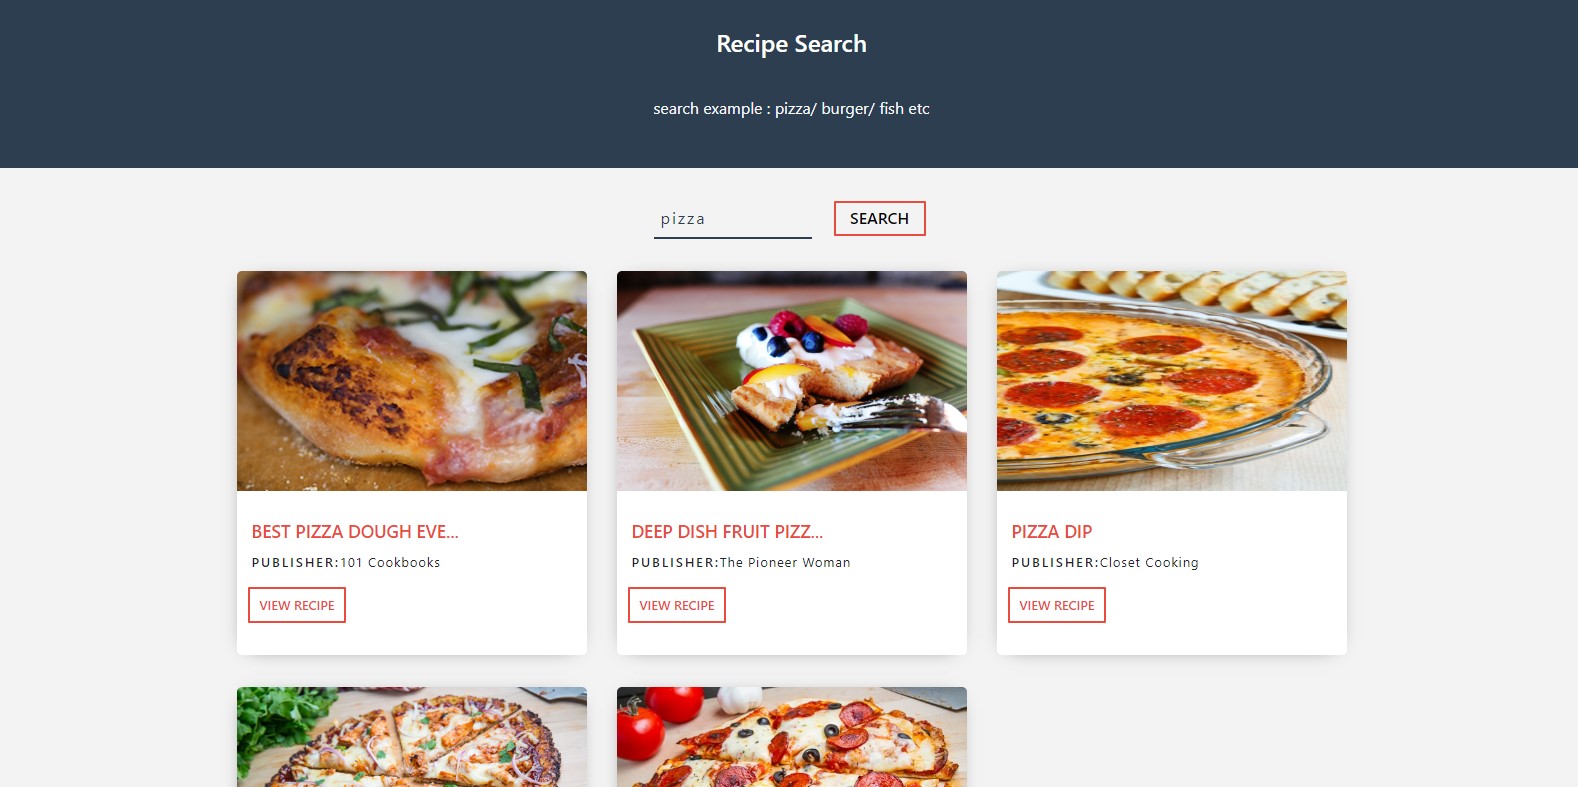 Recipe Search
search example : pizza/ burger/ fish etc
pizza
SEARCH
BEST PIZZA DOUGH EVE...
PUBLISHER:101 Cookbooks
VIEW RECIPE
DEEP DISH FRUIT PIZZ...
PUBLISHER:The Pioneer Woman
VIEW RECIPE
PIZZA DIP
PUBLISHER:Closet Cooking
VIEW RECIPE